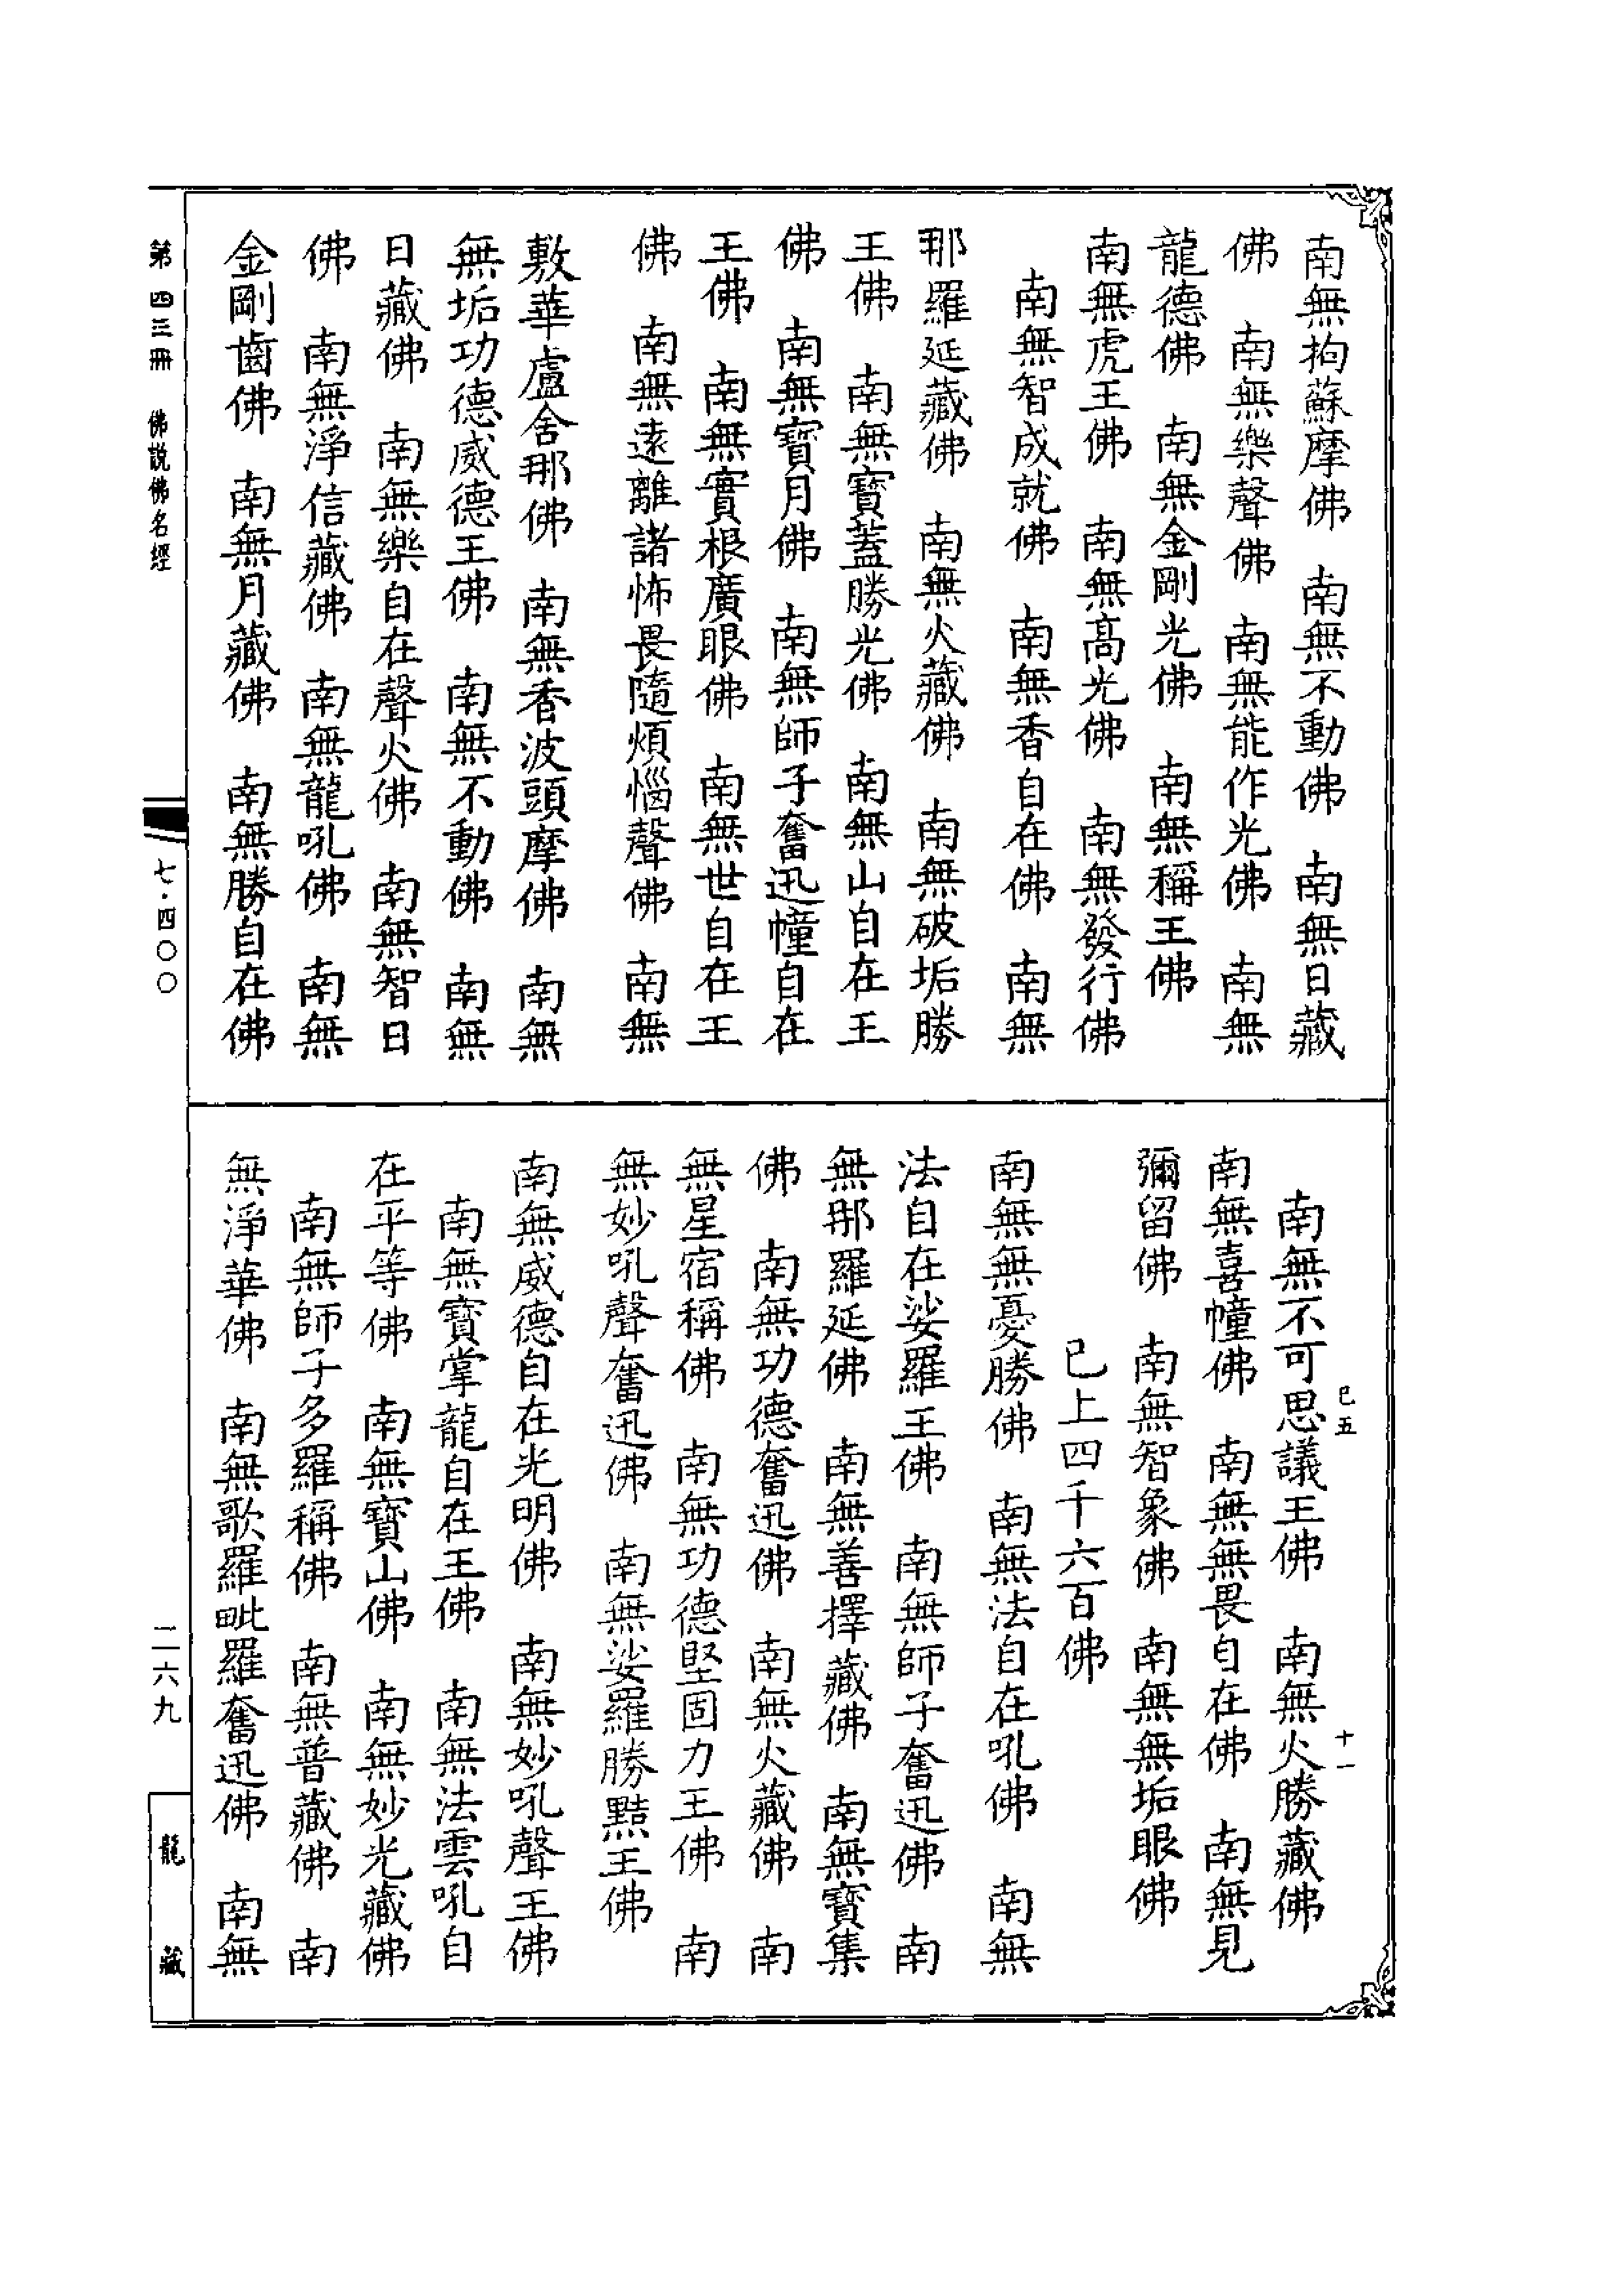 南無拘蘇摩佛　南無不動佛　南無日藏
佛　南無樂聲佛　南無能作光佛　南無
龍德佛　南無金剛光佛　南無稱王佛
南無虎王佛　南無高光佛　南無發行佛
南無智成就佛　南無香自在佛　南無
那羅延藏佛　南無火藏佛　南無破垢勝
王佛　南無寶蓋勝光佛　南無山自在王
佛　南無寶月佛　南無師子奮迅幢自在
王佛　南無實根廣眼佛　南無世自在王
佛　南無遠離諸怖畏隨煩惱聲佛　南無
敷華盧舍那佛　南無香波頭摩佛　南無
無垢功德威德王佛　南無不動佛　南無
日藏佛　南無樂自在聲火佛　南無智日
佛　南無淨信藏佛　南無龍吼佛　南無
金剛齒佛　南無月藏佛　南無勝自在佛
南無不可思議王佛　南無火勝藏佛
南無喜幢佛　南無無畏自在佛　南無見
彌留佛　南無智象佛　南無無垢眼佛
已上四千六百佛
南無無憂勝佛　南無法自在吼佛　南無
法自在娑羅王佛　南無師子奮迅佛　南
無那羅延佛　南無善擇藏佛　南無寶集
佛　南無功德奮迅佛　南無火藏佛　南
無星宿稱佛　南無功德堅固力王佛　南
無妙吼聲奮迅佛　南無娑羅勝黠王佛
南無威德自在光明佛　南無妙吼聲王佛
南無寶掌龍自在王佛　南無法雲吼自
在平等佛　南無寶山佛　南無妙光藏佛
南無師子多羅稱佛　南無普藏佛　南
無淨華佛　南無歌羅毗羅奮迅佛　南無
已五　十一
第四三冊　佛說佛名經
七·四〇〇
二六九
龍藏